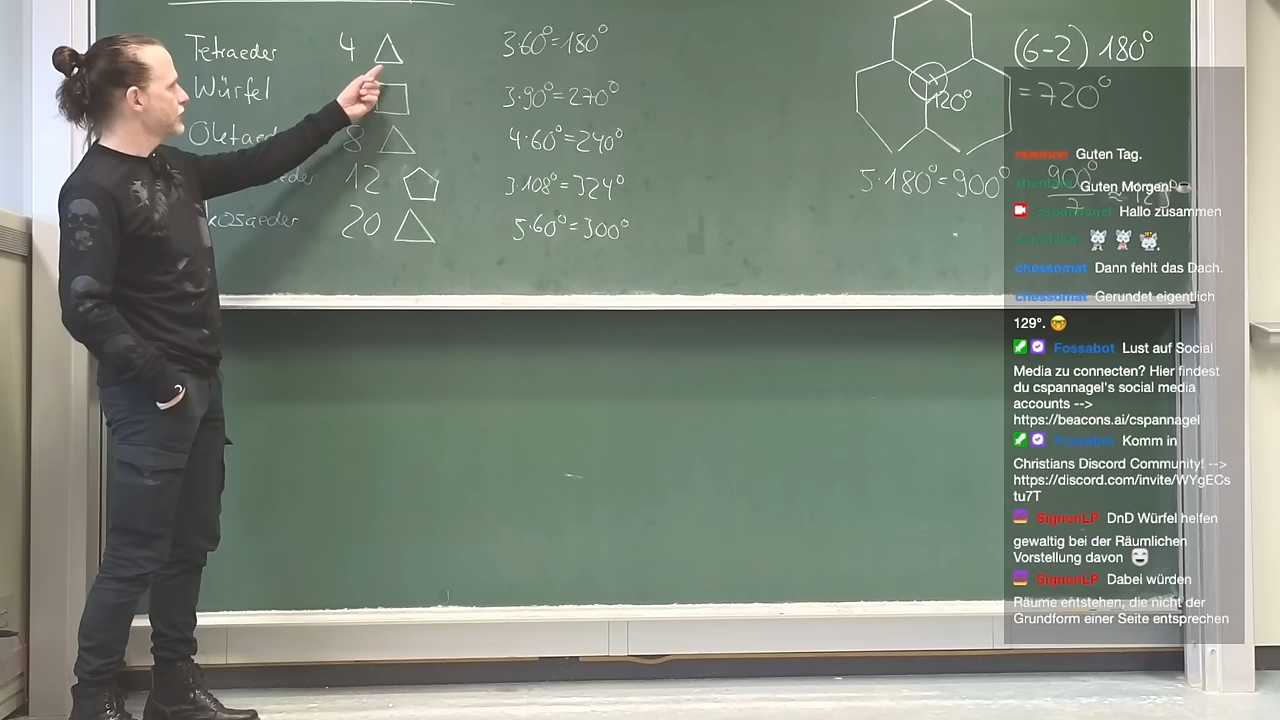 Tetraeder 4 3·60°=180°
Würfel 3·90°=270°
8 4·60°=240°
12 3·108°=324°
20 5·60°=300°
120°
(6-2) 180°
=720°
5·180°=900°
900°
7
Guten Tag.
Guten Morgen!
cspannagel Hallo zusammen
chessomat Dann fehlt das Dach.
chessomat Gerundet eigentlich
129°.
Fossabot Lust auf Social
Media zu connecten? Hier findest
du cspannagel's social media
accounts -->
https://beacons.ai/cspannagel
Fossabot Komm in
Christians Discord Community! -->
https://discord.com/invite/WYgECs
tu7T
SignonLP DnD Würfel helfen
gewaltig bei der Räumlichen
Vorstellung davon
SignonLP Dabei würden
Räume entstehen, die nicht der
Grundform einer Seite entsprechen